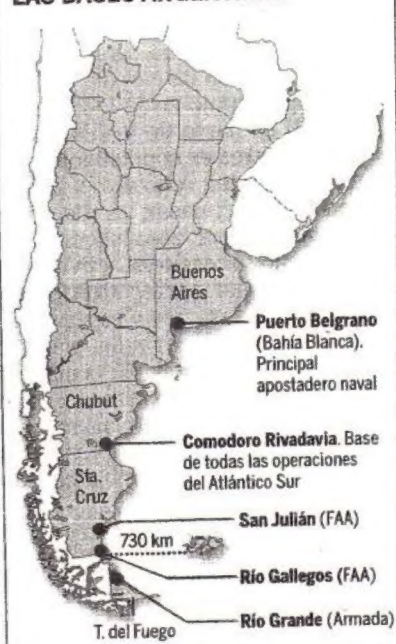 Buenos
Aires
Puerto Belgrano
(Bahía Blanca).
Principal
apostadero naval
Chubut
Comodoro Rivadavia. Base
de todas las operaciones
del Atlántico Sur
Sta.
Cruz
San Julián (FAA)
730 km
Río Gallegos (FAA)
Río Grande (Armada)
T. del Fuego